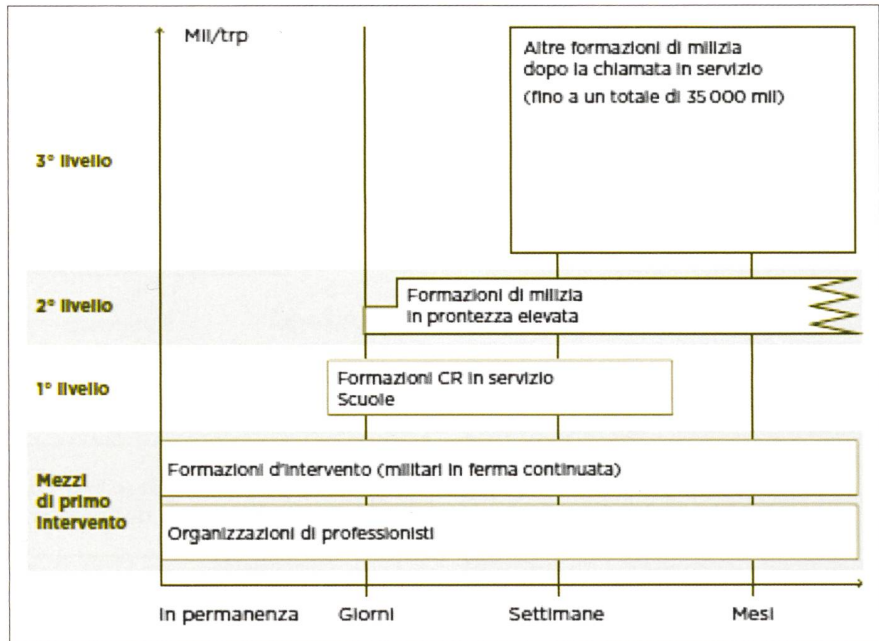 Mil/trp
Altre formazioni di milizia
dopo la chiamata in servizio
(fino a un totale di 35 000 mil)
3° livello
2° livello
Formazioni di milizia
in prontezza elevata
1° livello
Formazioni CR in servizio
Scuole
Mezzi
di primo
intervento
Formazioni d'intervento (militari in ferma continuata)
Organizzazioni di professionisti
In permanenza
Giorni
Settimane
Mesi